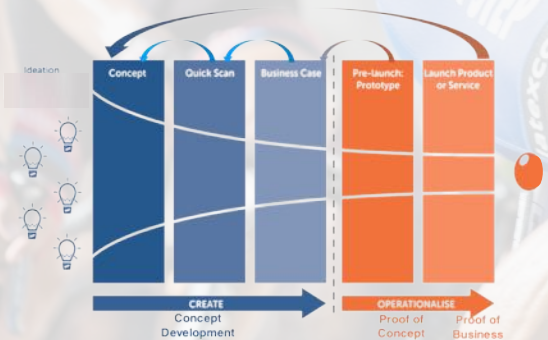 Ideation
Concept
Quick Scan
Business Case
Pre-launch:
Prototype
Launch Product
or Service
CREATE
OPERATIONALISE
Concept
Development
Proof of
Concept
Proof of
Business